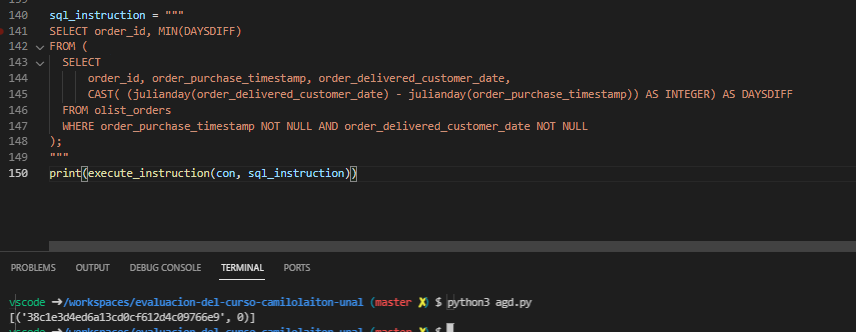 140 sql_instruction = """
141 SELECT order_id, MIN(DAYSDIFF)
142 FROM (
143 SELECT
144 order_id, order_purchase_timestamp, order_delivered_customer_date,
145 CAST( (julianday(order_delivered_customer_date) - julianday(order_purchase_timestamp)) AS INTEGER) AS DAYSDIFF
146 FROM olist_orders
147 WHERE order_purchase_timestamp NOT NULL AND order_delivered_customer_date NOT NULL
148 );
149 """
150 print(execute_instruction(con, sql_instruction))
PROBLEMS OUTPUT DEBUG CONSOLE TERMINAL PORTS
vscode →/workspaces/evaluacion-del-curso-camilolaiton-unal (master ✗) $ python3 agd.py
[('38c1e3d4ed6a13cd0cf612d4c09766e9', 0)]
vscode →/workspaces/evaluacion-del-curso-camilolaiton-unal (master ✗) $